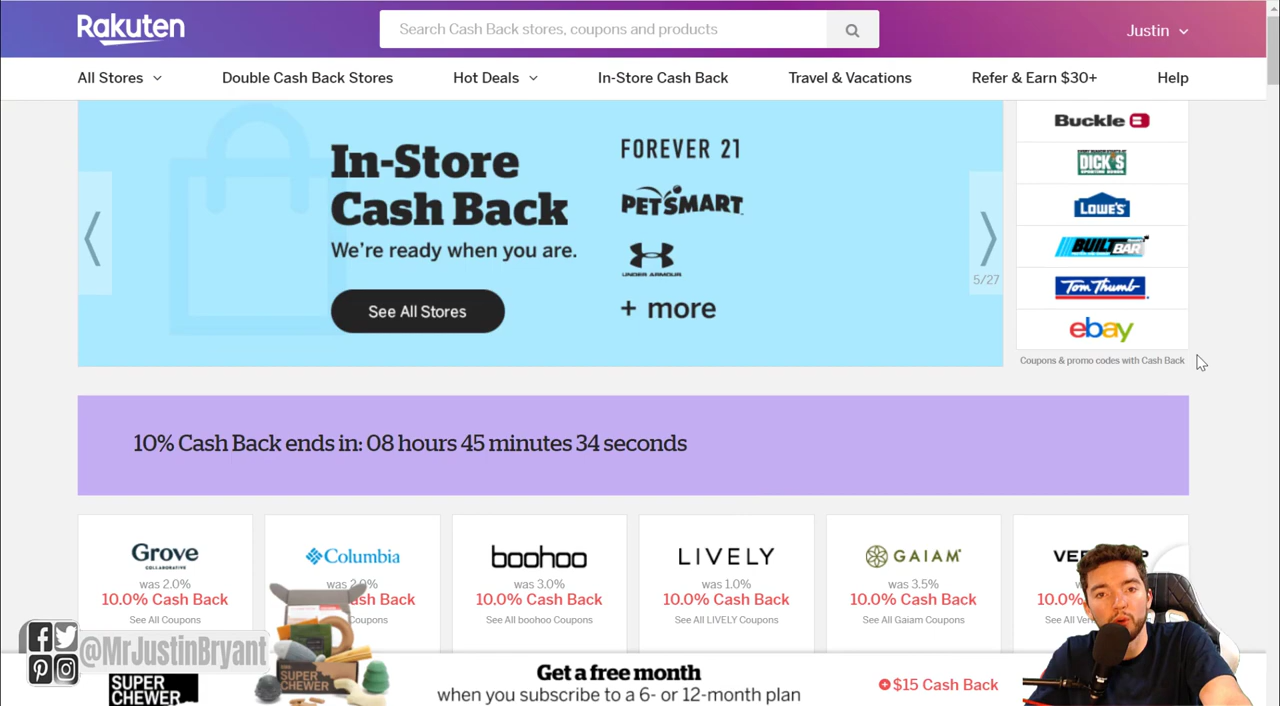 Rakuten
Search Cash Back stores, coupons and products
Justin
All Stores
Double Cash Back Stores
Hot Deals
In-Store Cash Back
Travel & Vacations
Refer & Earn $30+
Help
In-Store
Cash Back
We're ready when you are.
See All Stores
FOREVER 21
PETSMART
UNDER ARMOUR
+ more
5/27
Buckle B
DICK'S
SPORTING GOODS
LOWE'S
BUILT BAR
Tom Thumb
ebay
Coupons & promo codes with Cash Back
10% Cash Back ends in: 08 hours 45 minutes 34 seconds
Grove
COLLABORATIVE
was 2.0%
10.0% Cash Back
See All Coupons
Columbia
was 2.0%
Cash Back
Coupons
boohoo
was 3.0%
10.0% Cash Back
See All boohoo Coupons
LIVELY
was 1.0%
10.0% Cash Back
See All LIVELY Coupons
GAIAM
was 3.5%
10.0% Cash Back
See All Gaiam Coupons
10.0%
See All
@MrJustinBryant
SUPER
CHEWER
Get a free month
when you subscribe to a 6- or 12-month plan
+ $15 Cash Back